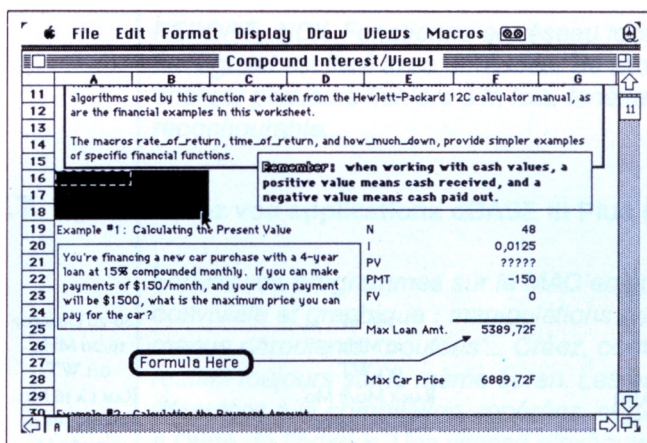 File Edit Format Display Draw Views Macros
Compound Interest/View1
A B C D E F G
11 algorithms used by this function are taken from the Hewlett-Packard 12C calculator manual, as
12 are the financial examples in this worksheet.
13
14 The macros rate_of_return, time_of_return, and how_much_down, provide simpler examples
15 of specific financial functions.
Remember: when working with cash values, a
16 positive value means cash received, and a
17 negative value means cash paid out.
18
19 Example #1: Calculating the Present Value N 48
20 I 0,0125
21 You're financing a new car purchase with a 4-year PV ?????
22 loan at 15% compounded monthly. If you can make PMT -150
23 payments of $150/month, and your down payment FV 0
24 will be $1500, what is the maximum price you can
25 pay for the car? Max Loan Amt. 5389,72F
26
27 Formula Here
28 Max Car Price 6889,72F
29
30 Example #2: Calculating the Payment Amount
11